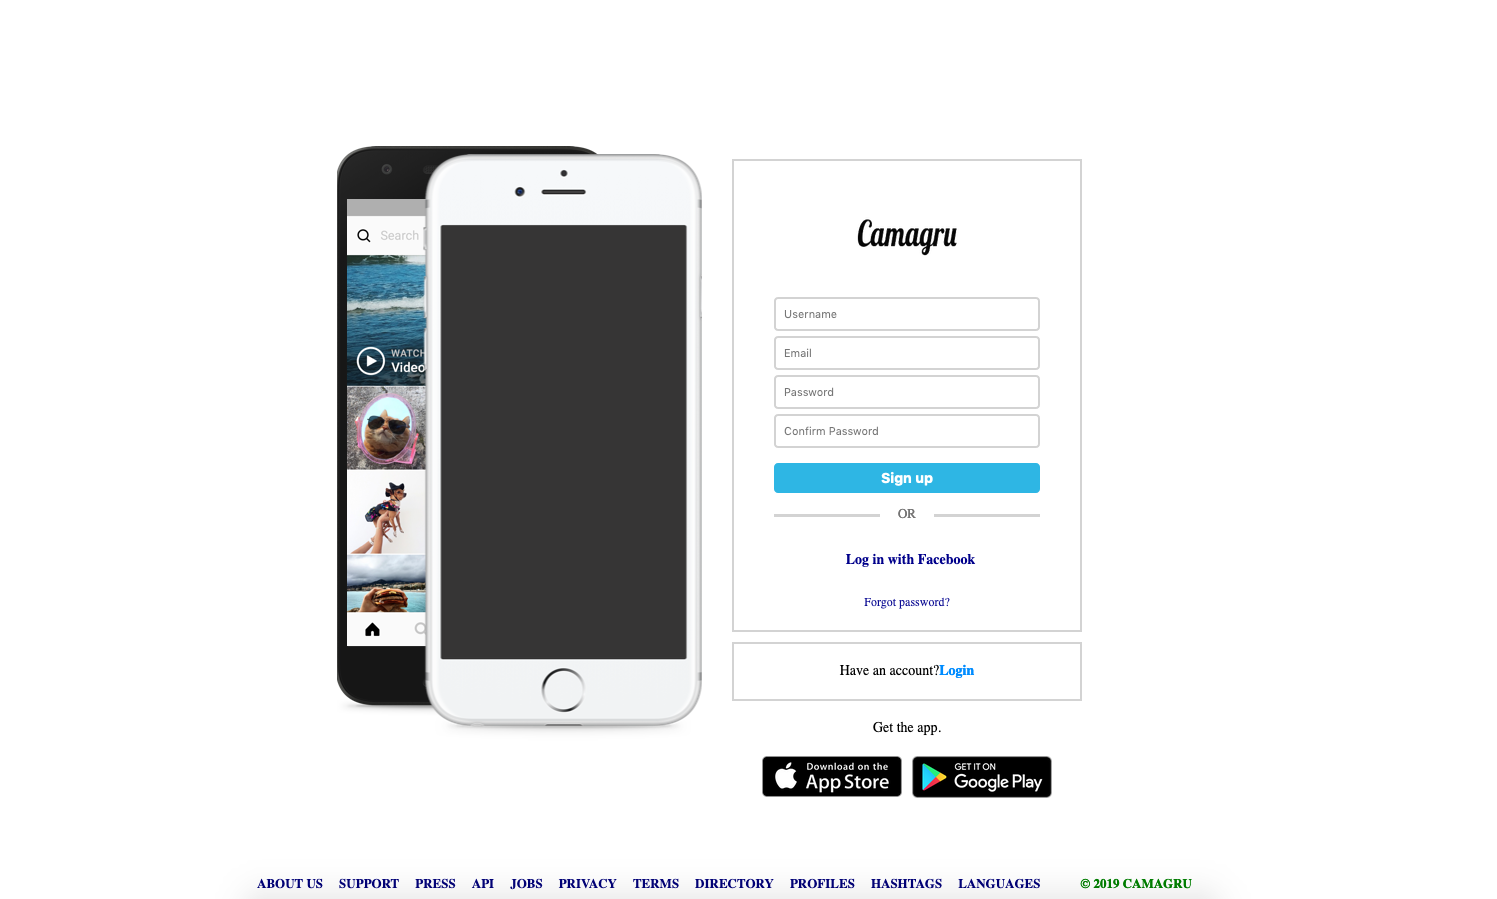 Search
WATCH
Video
Camagru
Username
Email
Password
Confirm Password
Sign up
OR
Log in with Facebook
Forgot password?
Have an account?Login
Get the app.
Download on the
App Store
GET IT ON
Google Play
ABOUT US SUPPORT PRESS API JOBS PRIVACY TERMS DIRECTORY PROFILES HASHTAGS LANGUAGES © 2019 CAMAGRU